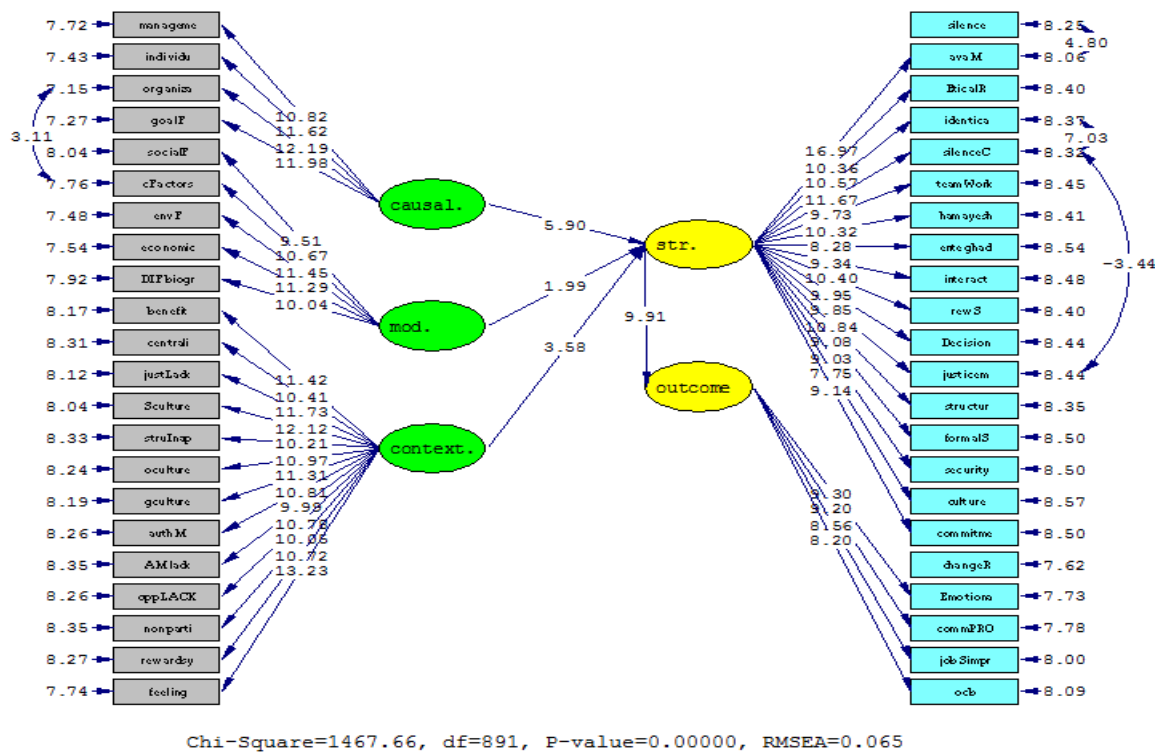 7.72 manageme
7.43 individu
7.15 organiza
7.27 goalF
8.04 socialF
7.76 cFactors
7.48 envF
7.54 economic
7.92 DIFbiogr
8.17 benefit
8.31 centrali
8.12 justLack
8.04 Sculture
8.33 struInap
8.24 oculture
8.19 gculture
8.26 authM
8.35 AMlack
8.26 oppLACK
8.35 nonparti
8.27 rewardsy
7.74 feeling
3.11
10.82
11.62
12.19
11.98
9.51
10.67
11.45
11.29
10.04
11.42
10.41
11.73
12.12
10.21
10.97
11.31
10.81
9.99
10.78
10.05
10.72
13.23
causal.
mod.
context.
5.90
1.99
3.58
str.
9.91
outcome
16.97
10.36
10.57
11.67
9.73
10.32
8.28
9.34
10.40
9.95
9.85
10.84
9.08
9.03
7.75
9.14
9.30
9.20
8.56
8.20
silence 8.25
avaM 8.06
EticalR 8.40
identica 8.37
silenceC 8.32
teamWork 8.45
hamayesh 8.41
enteghad 8.54
interact 8.48
rewS 8.40
Decision 8.44
justicem 8.44
structur 8.35
formalS 8.50
security 8.50
culture 8.57
commitme 8.50
changeR 7.62
Emotiona 7.73
commPRO 7.78
jobSimpr 8.00
ocb 8.09
4.80
7.03
-3.44
Chi-Square=1467.66, df=891, P-value=0.00000, RMSEA=0.065